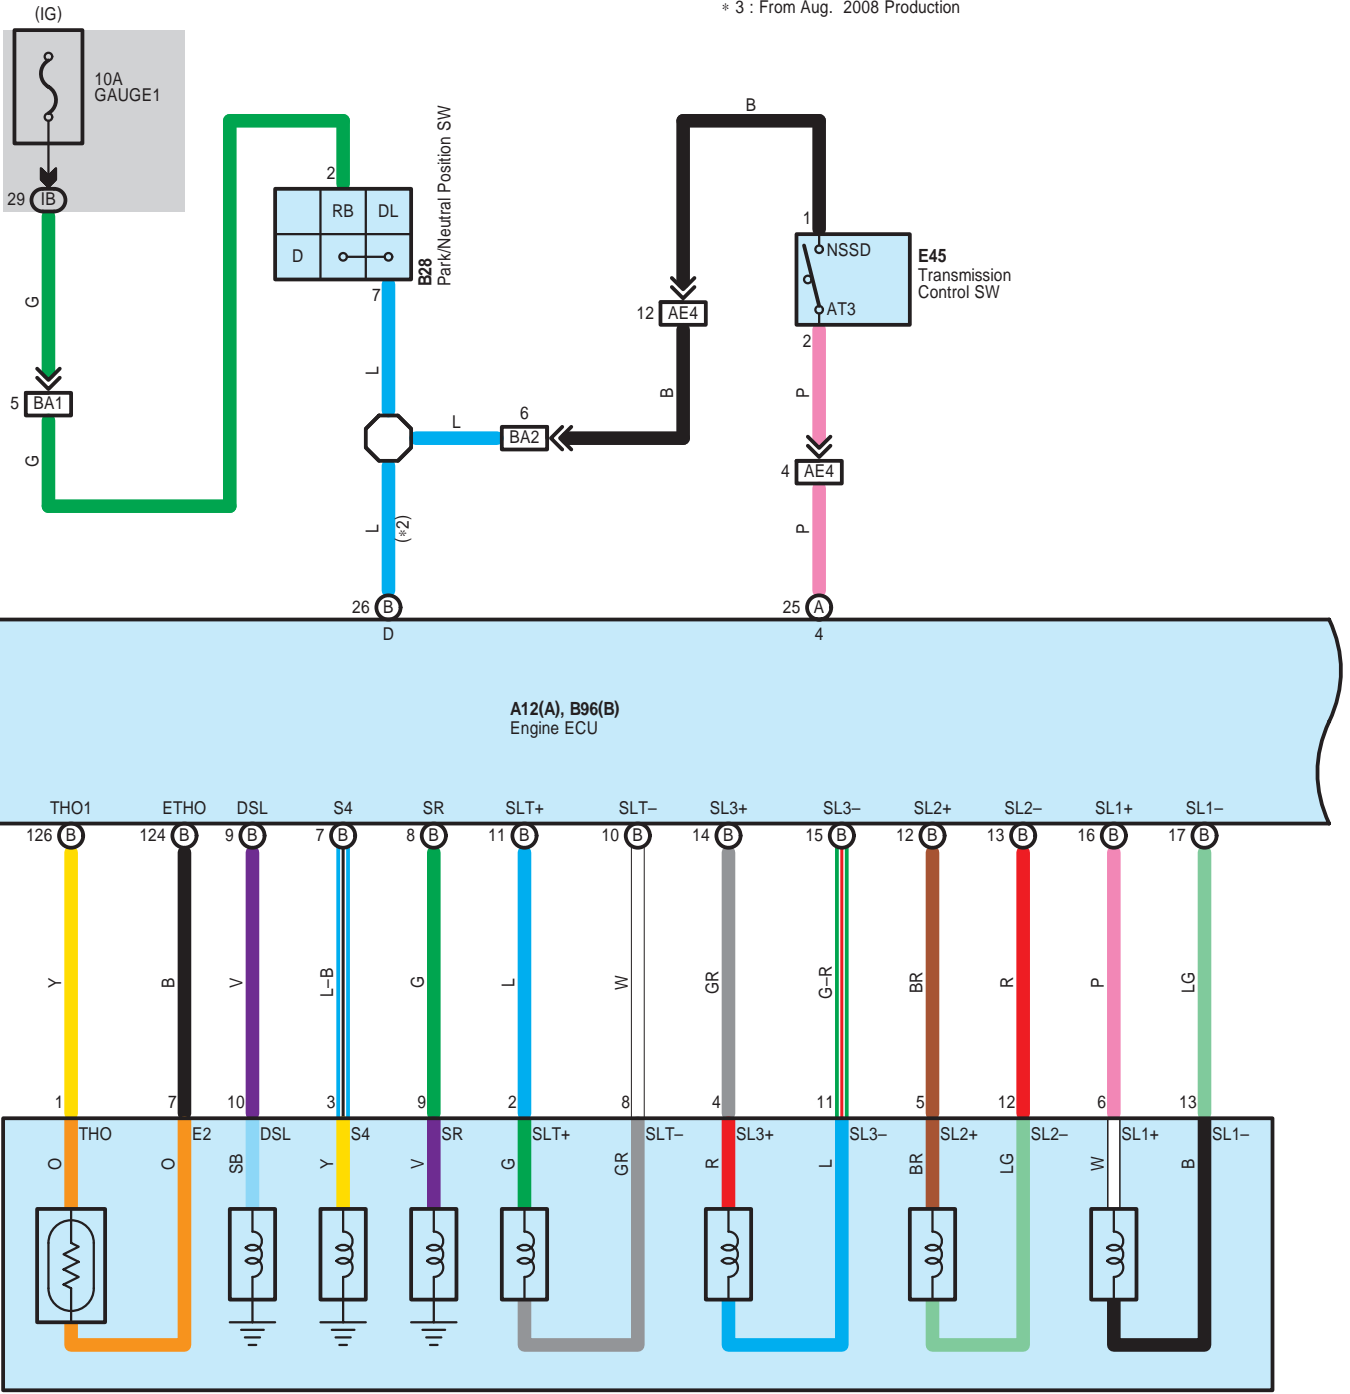 (IG)
∗ 3 : From Aug. 2008 Production
10A
GAUGE1
29 IB
G
5 BA1
G
2
RB DL
D
7
B28
Park/Neutral Position SW
L
L
6
BA2
B
12 AE4
B
1
NSSD
AT3
2
E45
Transmission
Control SW
P
4 AE4
P
L
(∗2)
26 B
D
25 A
4
A12(A), B96(B)
Engine ECU
THO1 ETHO DSL S4 SR SLT+ SLT– SL3+ SL3– SL2+ SL2– SL1+ SL1–
126 B 124 B 9 B 7 B 8 B 11 B 10 B 14 B 15 B 12 B 13 B 16 B 17 B
Y B V L–B G L W GR G–R BR R P LG
1 7 10 3 9 2 8 4 11 5 12 6 13
THO E2 DSL S4 SR SLT+ SLT– SL3+ SL3– SL2+ SL2– SL1+ SL1–
O O SB Y V G GR R L BR LG W B